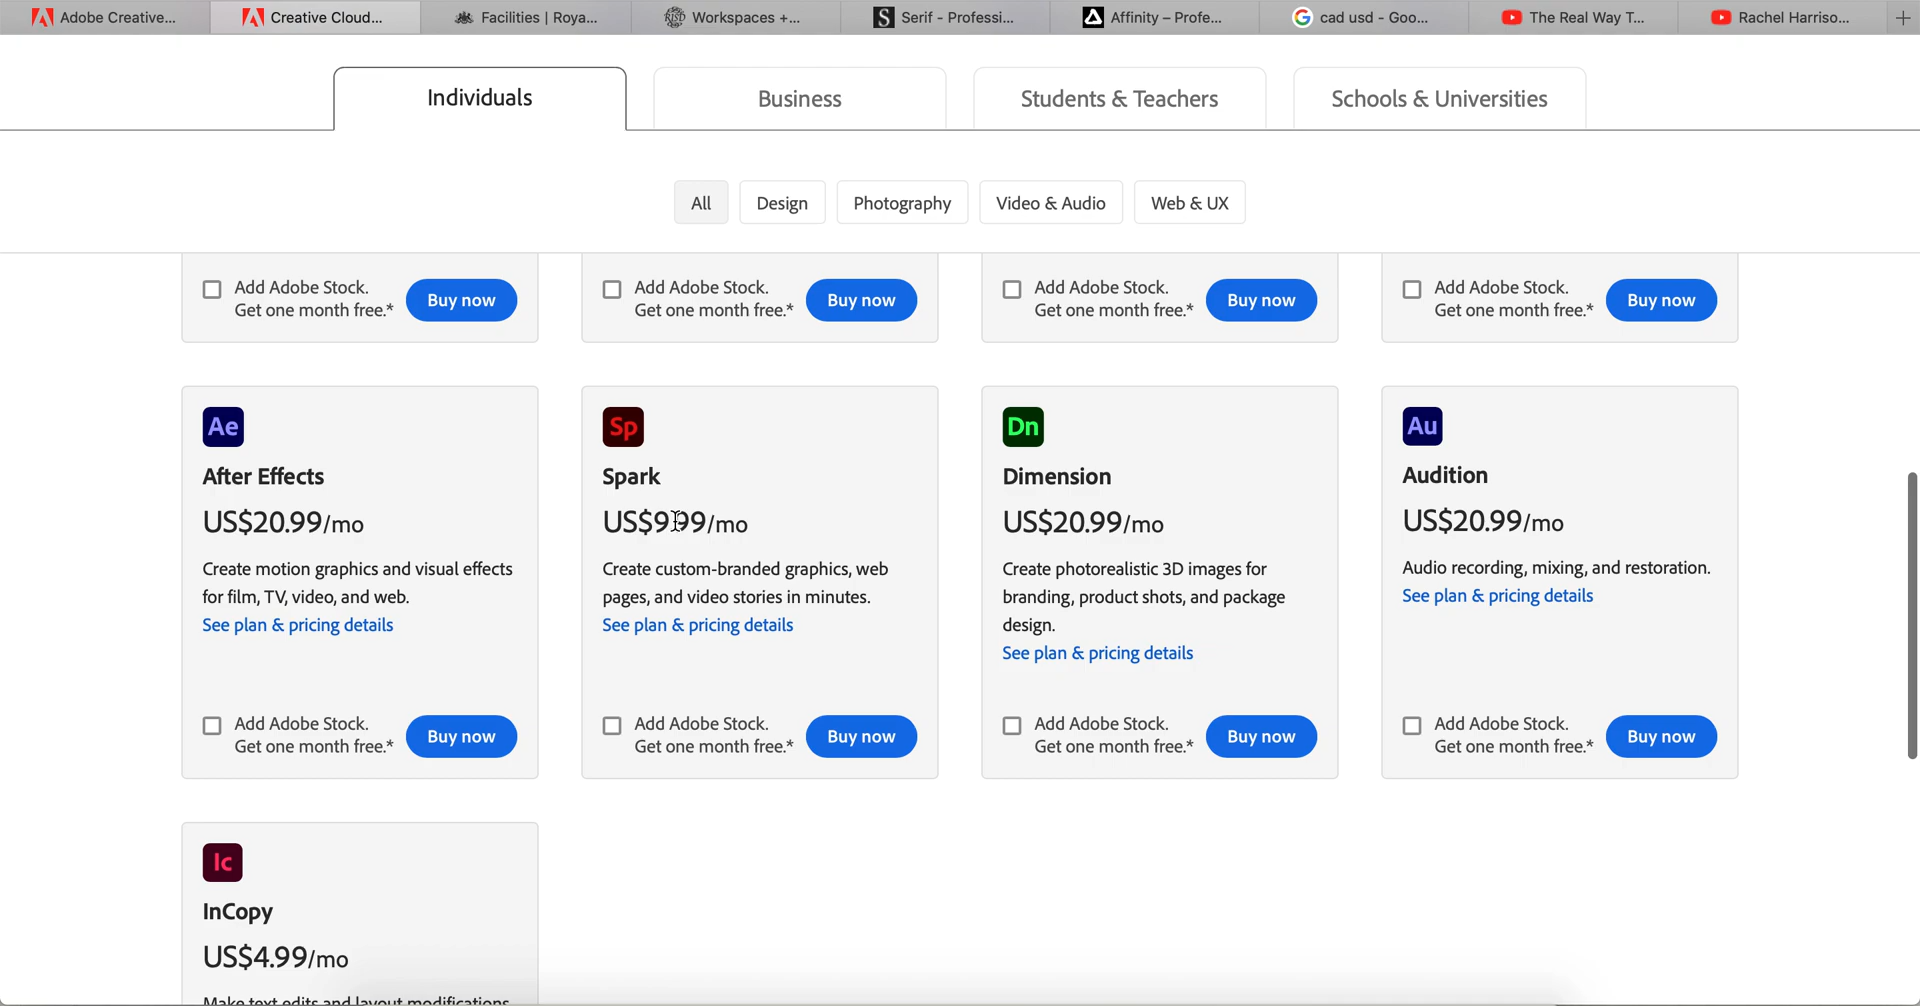 Adobe Creative...
Creative Cloud...
Facilities | Roya...
RISD
Workspaces +...
S
Serif - Professi...
Affinity – Profe...
G
cad usd - Goo...
The Real Way T...
Rachel Harriso...
+
Individuals
Business
Students & Teachers
Schools & Universities
All
Design
Photography
Video & Audio
Web & UX
Add Adobe Stock.
Get one month free.*
Buy now
Add Adobe Stock.
Get one month free.*
Buy now
Add Adobe Stock.
Get one month free.*
Buy now
Add Adobe Stock.
Get one month free.*
Buy now
Ae
After Effects
US$20.99/mo
Create motion graphics and visual effects
for film, TV, video, and web.
See plan & pricing details
Add Adobe Stock.
Get one month free.*
Buy now
Sp
Spark
US$9.99/mo
Create custom-branded graphics, web
pages, and video stories in minutes.
See plan & pricing details
Add Adobe Stock.
Get one month free.*
Buy now
Dn
Dimension
US$20.99/mo
Create photorealistic 3D images for
branding, product shots, and package
design.
See plan & pricing details
Add Adobe Stock.
Get one month free.*
Buy now
Au
Audition
US$20.99/mo
Audio recording, mixing, and restoration.
See plan & pricing details
Add Adobe Stock.
Get one month free.*
Buy now
Ic
InCopy
US$4.99/mo
Make text edits and layout modifications